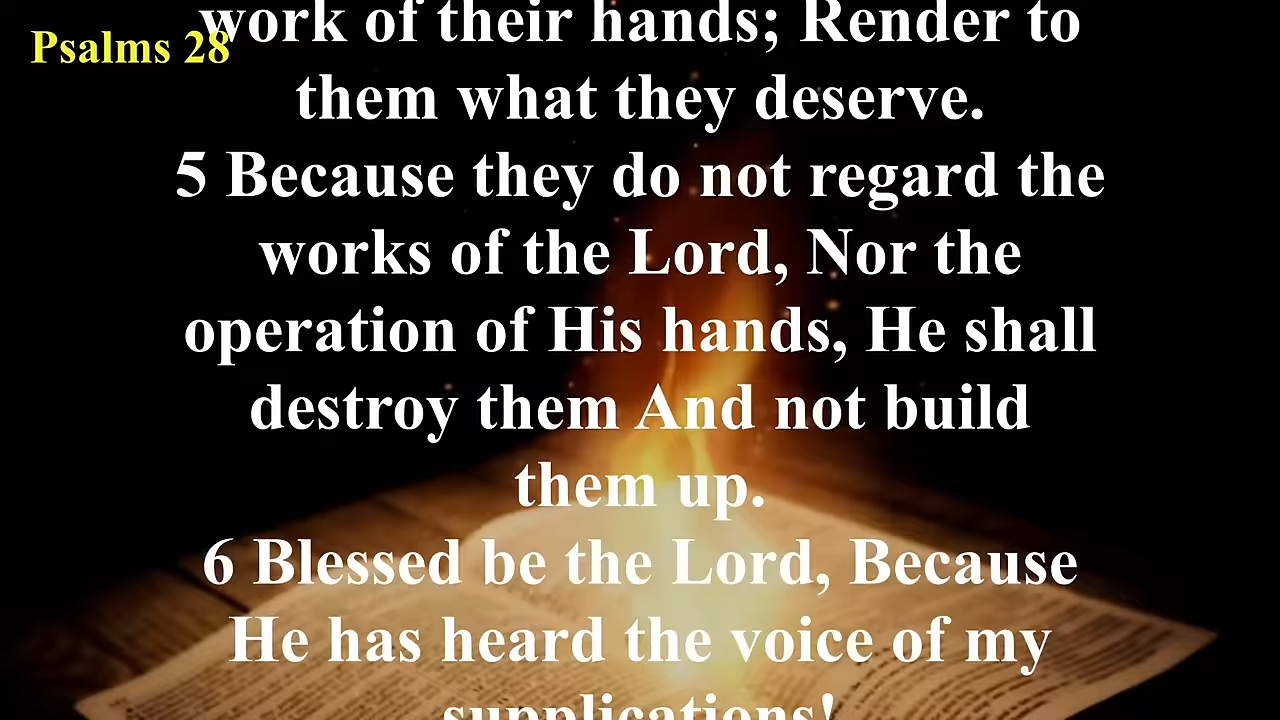 Psalms 28
work of their hands; Render to
them what they deserve.
5 Because they do not regard the
works of the Lord, Nor the
operation of His hands, He shall
destroy them And not build
them up.
6 Blessed be the Lord, Because
He has heard the voice of my
supplications!